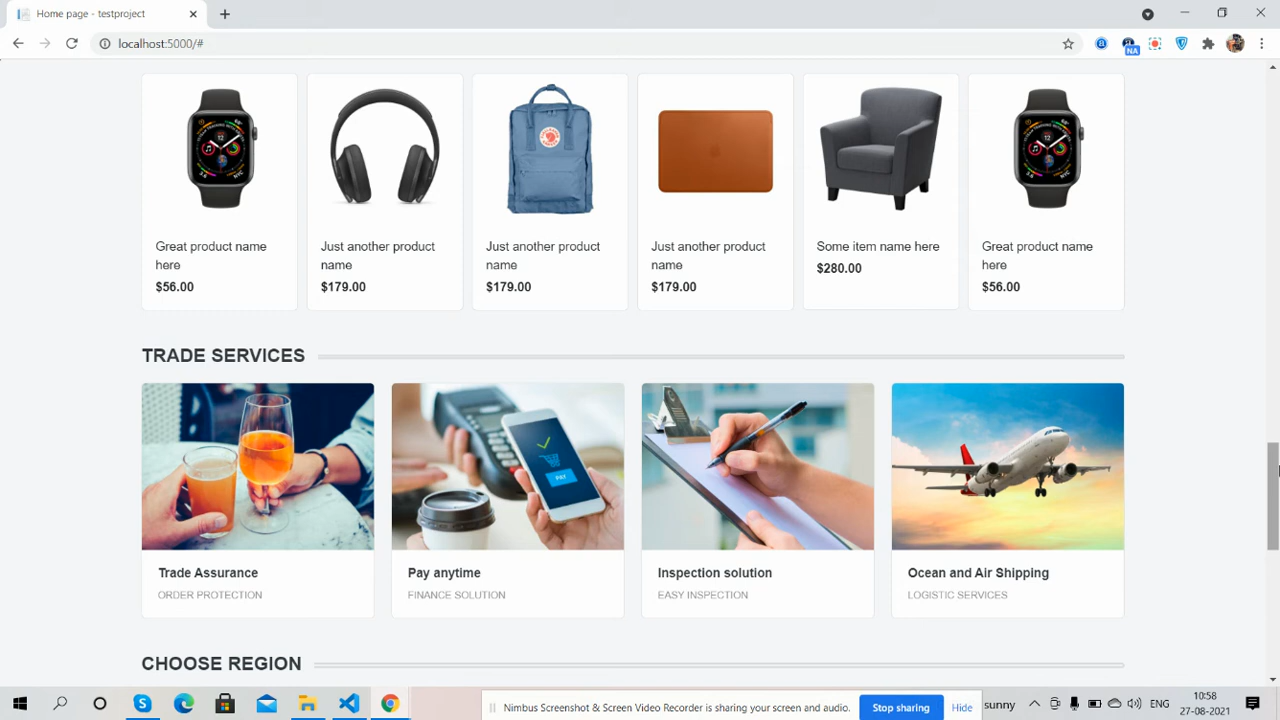 Home page - testproject
localhost:5000/#
NA
Great product name
here
$56.00
Just another product
name
$179.00
Just another product
name
$179.00
Just another product
name
$179.00
Some item name here
$280.00
Great product name
here
$56.00
TRADE SERVICES
PAY
Trade Assurance
ORDER PROTECTION
Pay anytime
FINANCE SOLUTION
Inspection solution
EASY INSPECTION
Ocean and Air Shipping
LOGISTIC SERVICES
CHOOSE REGION
Nimbus Screenshot & Screen Video Recorder is sharing your screen and audio.
Stop sharing
Hide
sunny
ENG
10:58
27-08-2021